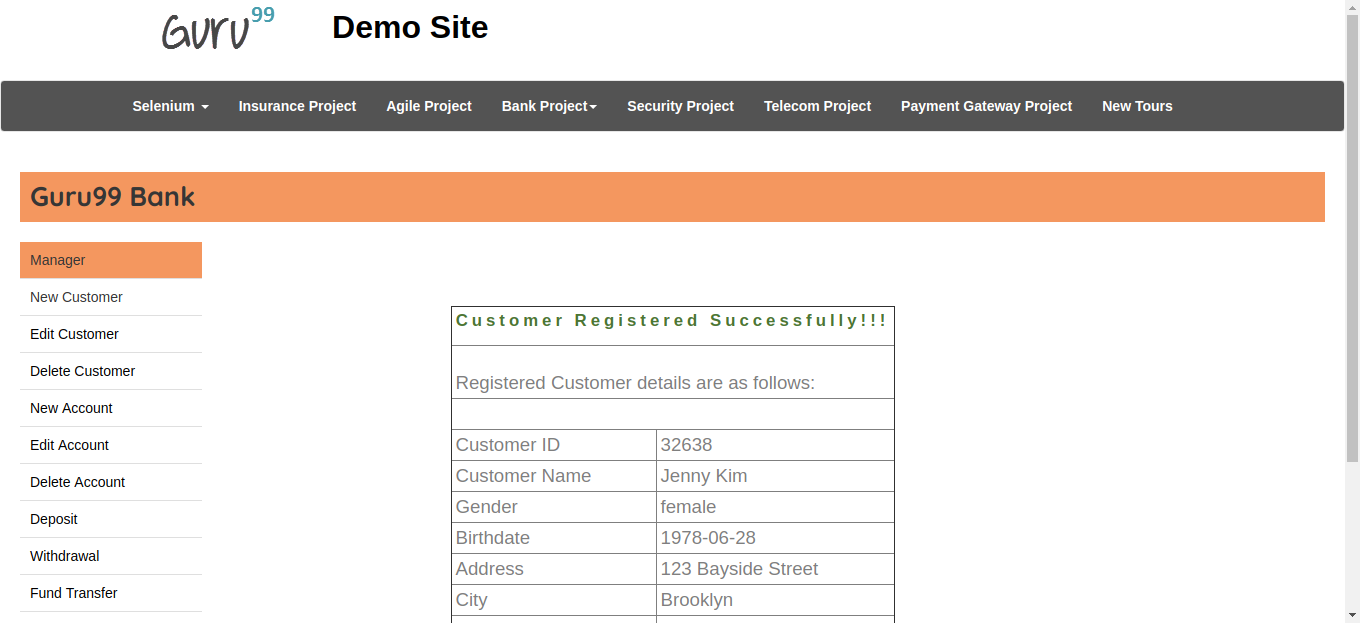 Guru99
Demo Site
Selenium Insurance Project Agile Project Bank Project Security Project Telecom Project Payment Gateway Project New Tours
Guru99 Bank
Manager
New Customer
Edit Customer
Delete Customer
New Account
Edit Account
Delete Account
Deposit
Withdrawal
Fund Transfer
Customer Registered Successfully!!!
Registered Customer details are as follows:
Customer ID 32638
Customer Name Jenny Kim
Gender female
Birthdate 1978-06-28
Address 123 Bayside Street
City Brooklyn